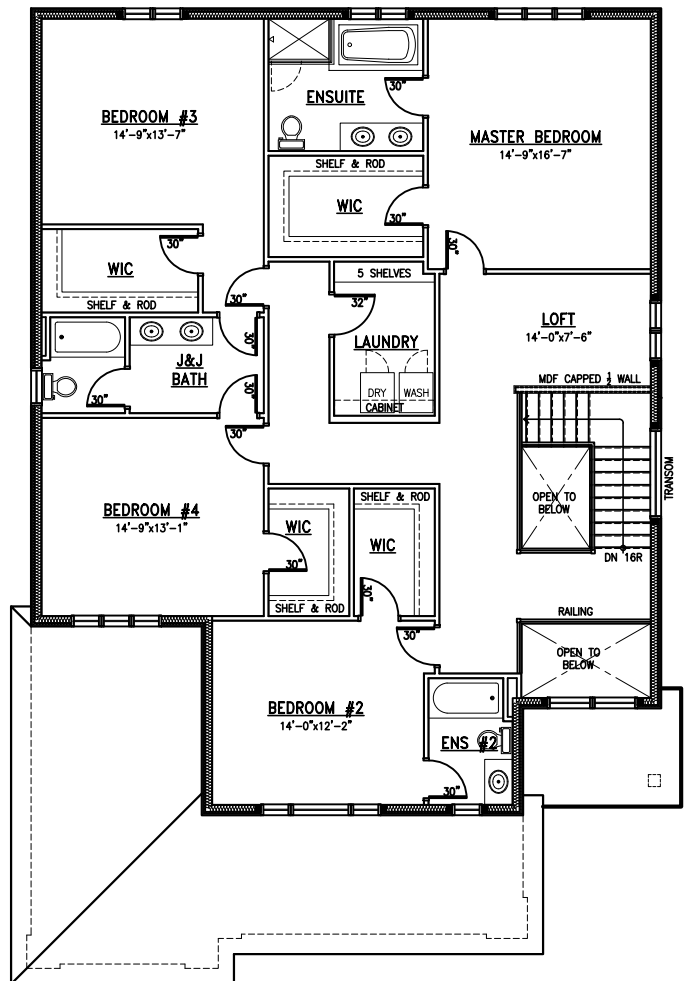 BEDROOM #3
14'-9"x13'-7"
ENSUITE
30"
MASTER BEDROOM
14'-9"x16'-7"
SHELF & ROD
WIC
30"
30"
WIC
30"
SHELF & ROD
30"
5 SHELVES
32"
LAUNDRY
DRY
WASH
CABINET
LOFT
14'-0"x7'-6"
MDF CAPPED 1/2 WALL
J&J
BATH
30"
30"
30"
30"
OPEN TO
BELOW
TRANSOM
DN 16R
BEDROOM #4
14'-9"x13'-1"
WIC
30"
SHELF & ROD
SHELF & ROD
WIC
30"
RAILING
OPEN TO
BELOW
30"
BEDROOM #2
14'-0"x12'-2"
ENS #2
30"